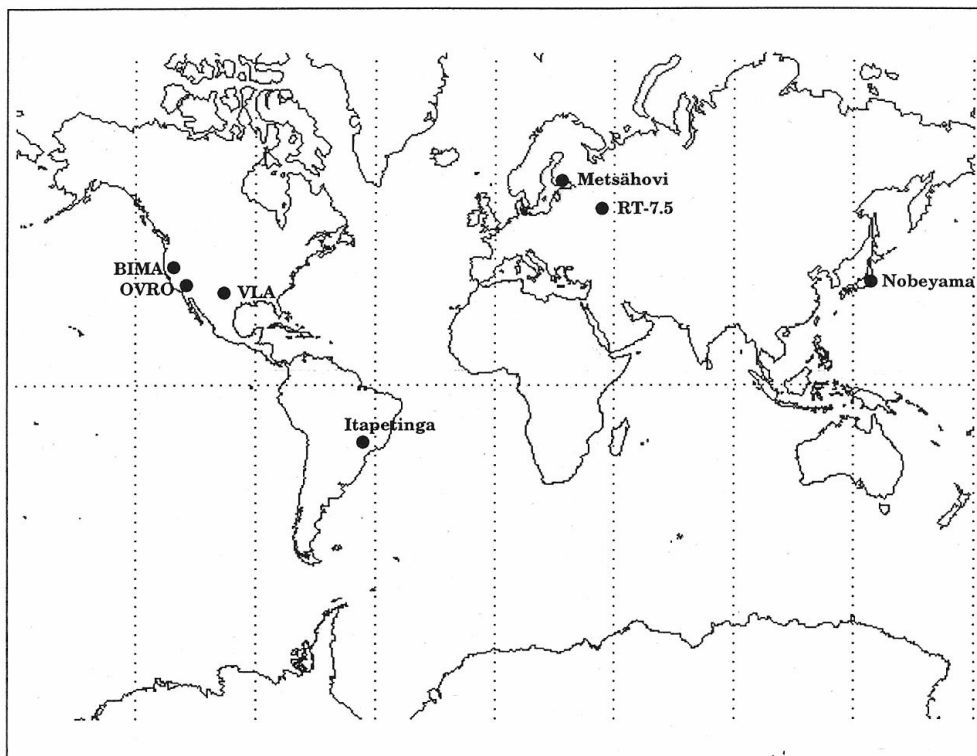 Metsähovi
RT-7.5
BIMA
OVRO
VLA
Nobeyama
Itapetinga